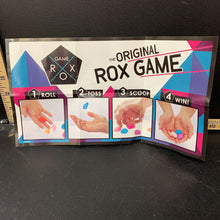 GAME
ROX
THE ORIGINAL
ROX GAME
1 ROLL
2 TOSS
3 SCOOP
4 WIN!